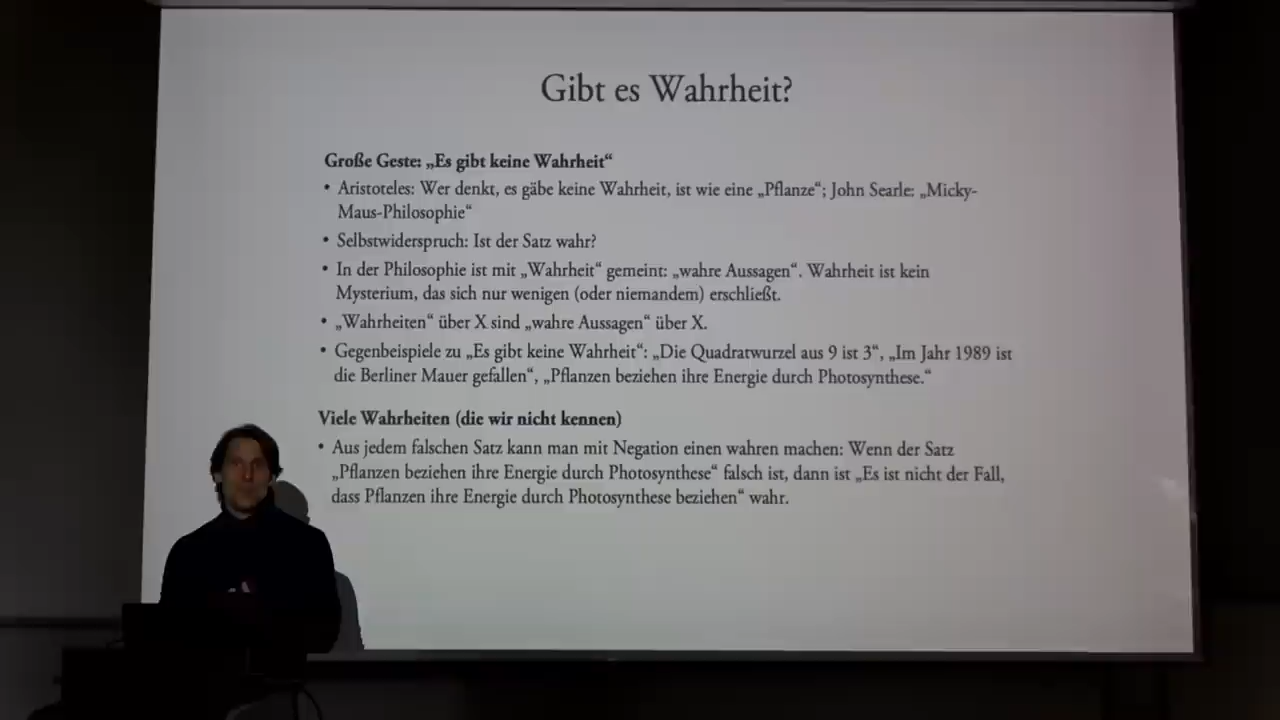 Gibt es Wahrheit?
Große Geste: „Es gibt keine Wahrheit“
• Aristoteles: Wer denkt, es gäbe keine Wahrheit, ist wie eine „Pflanze“; John Searle: „Micky-
Maus-Philosophie“
• Selbstwiderspruch: Ist der Satz wahr?
• In der Philosophie ist mit „Wahrheit“ gemeint: „wahre Aussagen“. Wahrheit ist kein
Mysterium, das sich nur wenigen (oder niemandem) erschließt.
• „Wahrheiten“ über X sind „wahre Aussagen“ über X.
• Gegenbeispiele zu „Es gibt keine Wahrheit“: „Die Quadratwurzel aus 9 ist 3“, „Im Jahr 1989 ist
die Berliner Mauer gefallen“, „Pflanzen beziehen ihre Energie durch Photosynthese.“
Viele Wahrheiten (die wir nicht kennen)
• Aus jedem falschen Satz kann man mit Negation einen wahren machen: Wenn der Satz
„Pflanzen beziehen ihre Energie durch Photosynthese“ falsch ist, dann ist „Es ist nicht der Fall,
dass Pflanzen ihre Energie durch Photosynthese beziehen“ wahr.